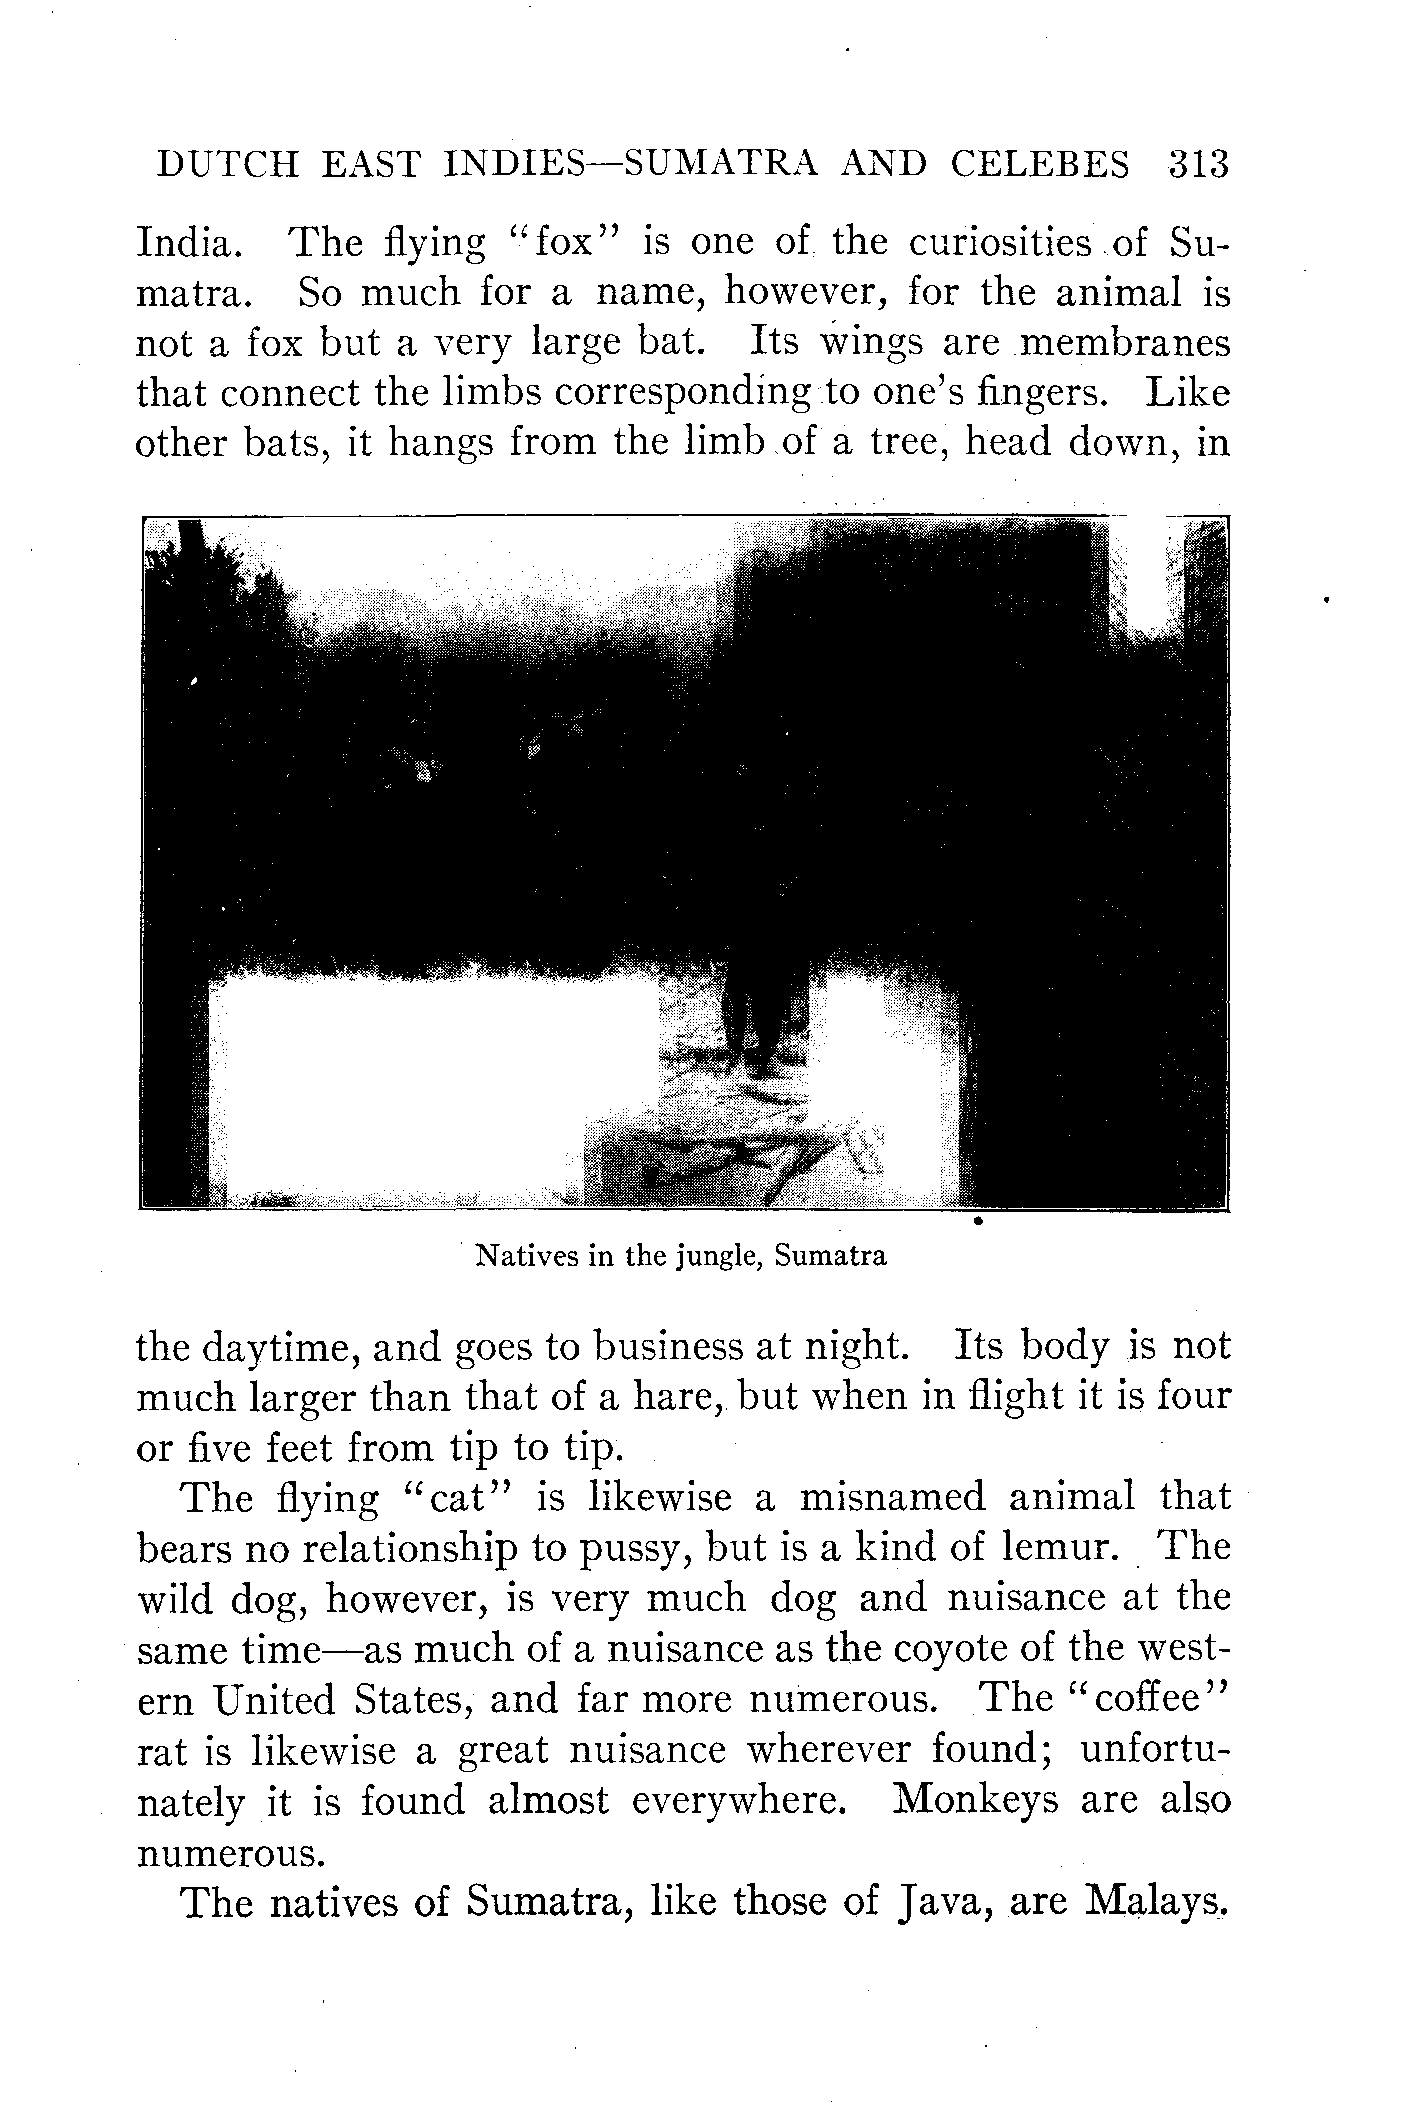 DUTCH EAST INDIES—SUMATRA AND CELEBES 313
India. The flying "fox" is one of the curiosities of Su-
matra. So much for a name, however, for the animal is
not a fox but a very large bat. Its wings are membranes
that connect the limbs corresponding to one's fingers. Like
other bats, it hangs from the limb of a tree, head down, in
Natives in the jungle, Sumatra
the daytime, and goes to business at night. Its body is not
much larger than that of a hare, but when in flight it is four
or five feet from tip to tip.
The flying "cat" is likewise a misnamed animal that
bears no relationship to pussy, but is a kind of lemur. The
wild dog, however, is very much dog and nuisance at the
same time—as much of a nuisance as the coyote of the west-
ern United States, and far more numerous. The "coffee"
rat is likewise a great nuisance wherever found; unfortu-
nately it is found almost everywhere. Monkeys are also
numerous.
The natives of Sumatra, like those of Java, are Malays.